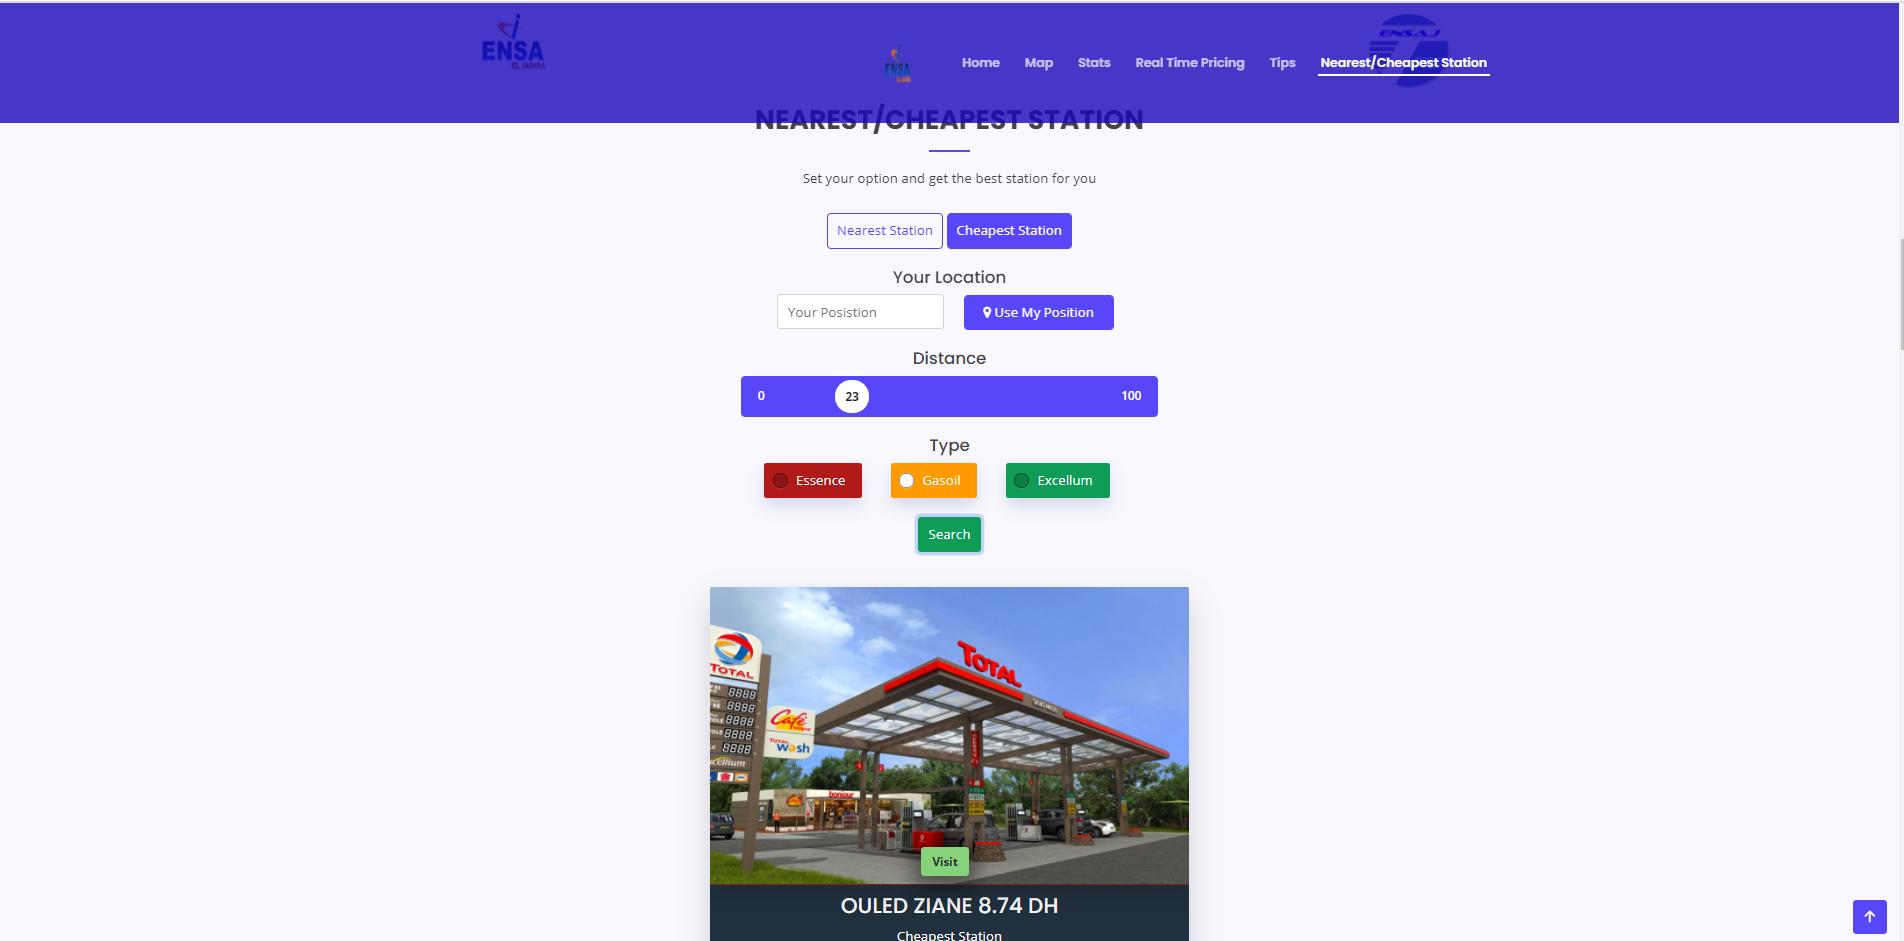 ENSA
EL JADIDA
ENSA
Home
Map
Stats
Real Time Pricing
Tips
Nearest/Cheapest Station
ENSAJ
NEAREST/CHEAPEST STATION
Set your option and get the best station for you
Nearest Station
Cheapest Station
Your Location
Your Posistion
Use My Position
Distance
0
23
100
Type
Essence
Gasoil
Excellum
Search
TOTAL
TOTAL
8888
8888
8888
8888
8888
Café
Total
wash
bonjour
Visit
OULED ZIANE 8.74 DH
Cheapest Station